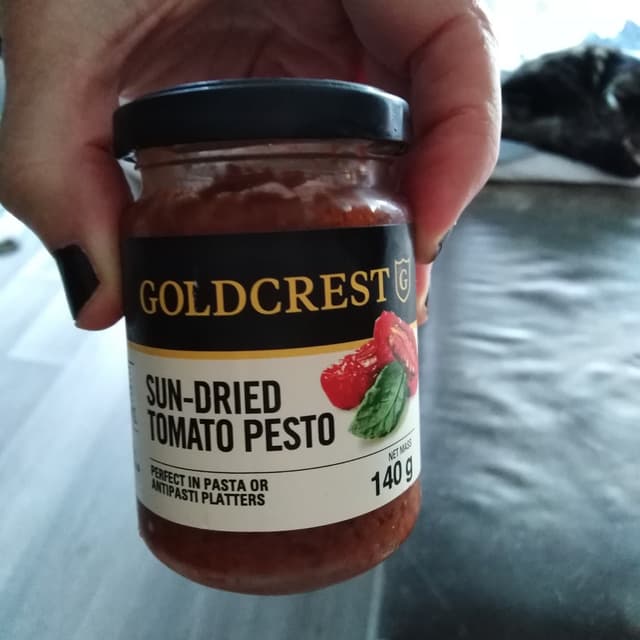 GOLDCREST G
SUN-DRIED
TOMATO PESTO
PERFECT IN PASTA OR
ANTIPASTI PLATTERS
NET MASS
140 g